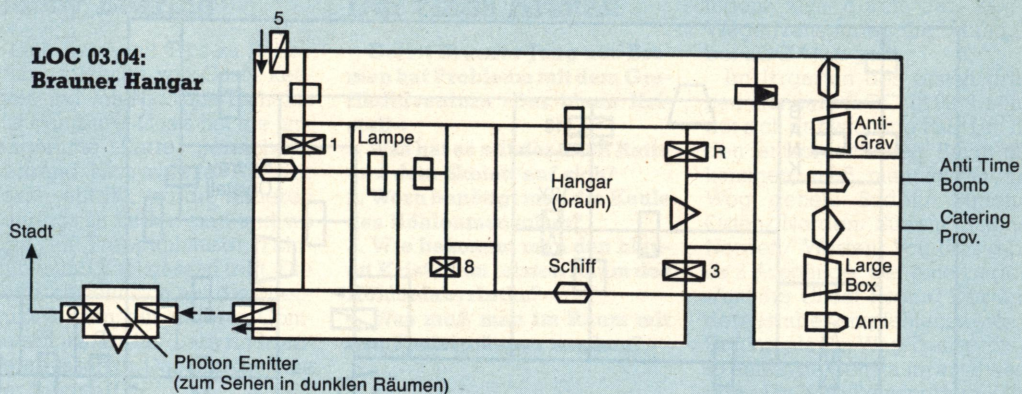 LOC 03.04:
Brauner Hangar
5
1
Lampe
R
Hangar
(braun)
8
Schiff
3
Anti-
Grav
Anti Time
Bomb
Catering
Prov.
Large
Box
Arm
Stadt
Photon Emitter
(zum Sehen in dunklen Räumen)